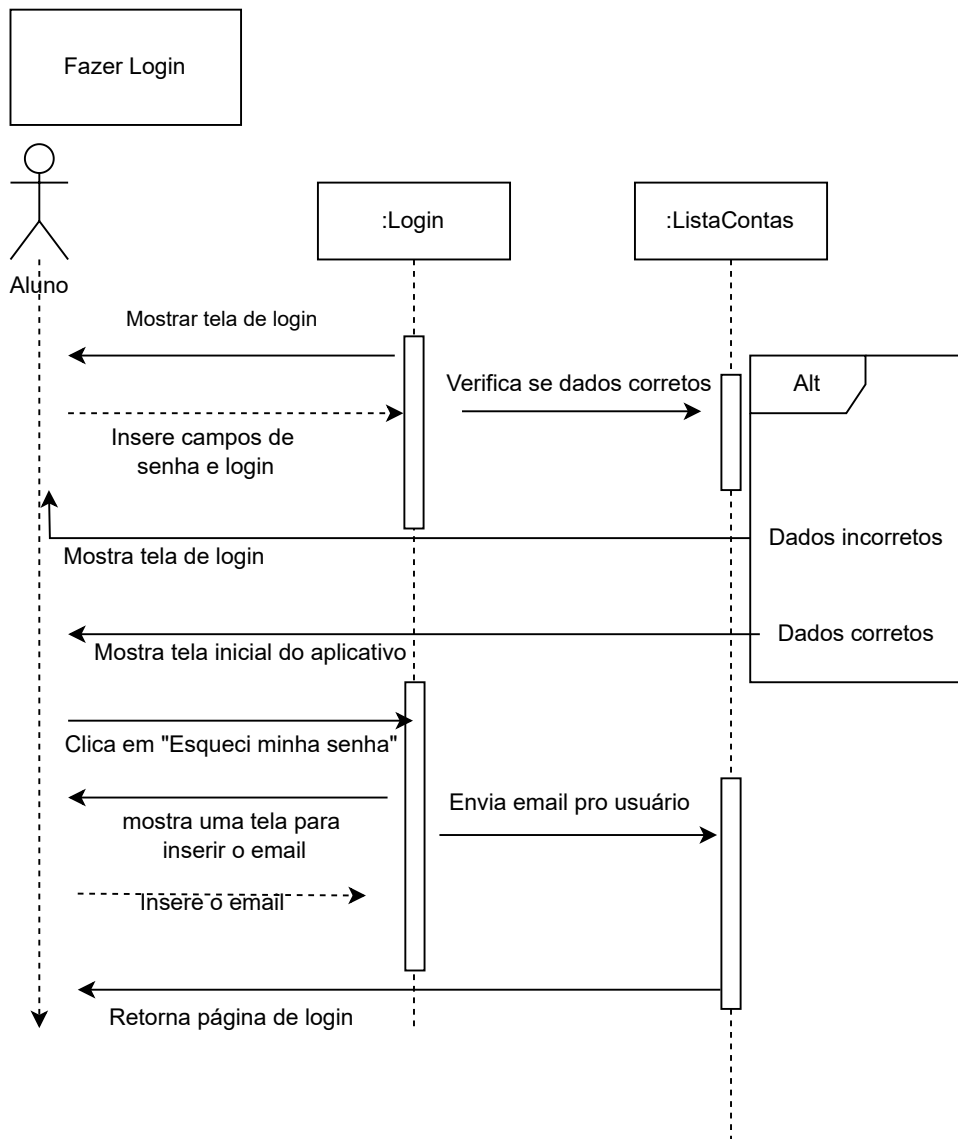 Fazer Login
:Login
:ListaContas
Aluno
Mostrar tela de login
Verifica se dados corretos
Alt
Insere campos de
senha e login
Dados incorretos
Mostra tela de login
Dados corretos
Mostra tela inicial do aplicativo
Clica em "Esqueci minha senha"
Envia email pro usuário
mostra uma tela para
inserir o email
Insere o email
Retorna página de login